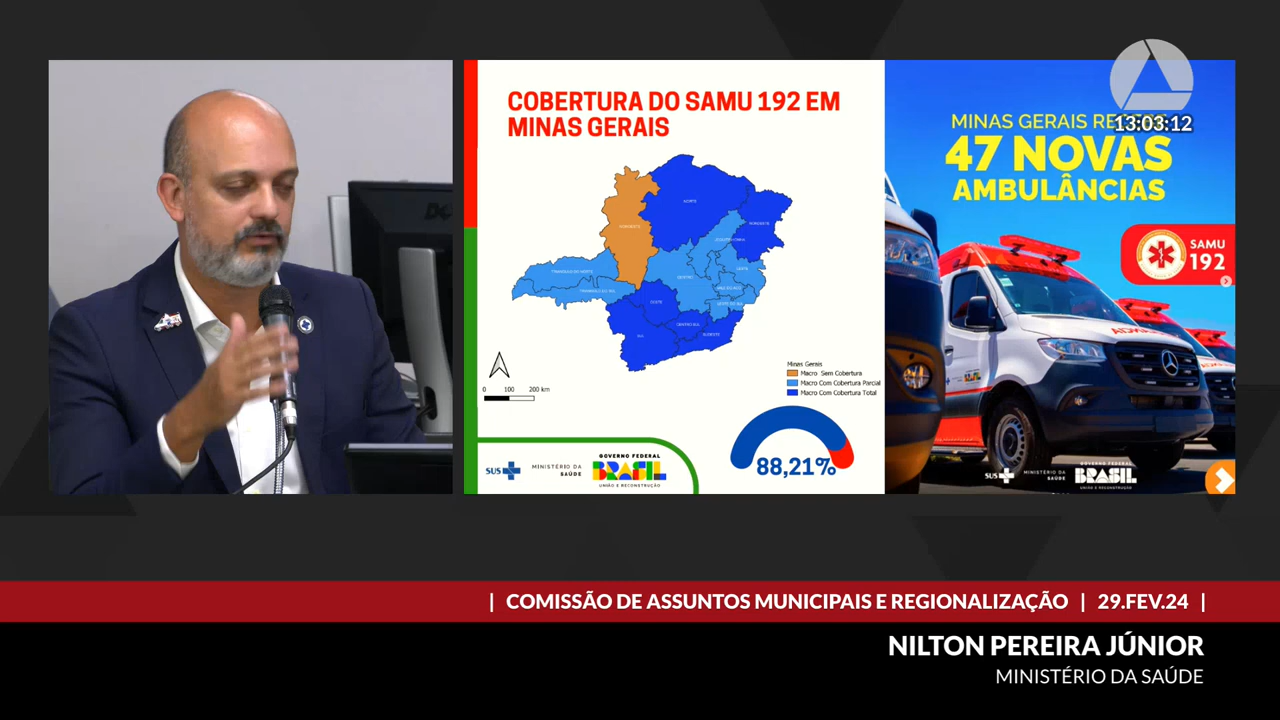 COBERTURA DO SAMU 192 EM
MINAS GERAIS
NORTE
NOROESTE
NORDESTE
JEQUITINHONHA
LESTE
CENTRO
TRIANGULO DO NORTE
TRIANGULO DO SUL
VALE DO AÇO
LESTE DO SUL
OESTE
CENTRO SUL
SUDESTE
SUL
0 100 200 km
Minas Gerais
Macro Sem Cobertura
Macro Com Cobertura Parcial
Macro Com Cobertura Total
88,21%
SUS
MINISTÉRIO DA
SAÚDE
GOVERNO FEDERAL
BRASIL
UNIÃO E RECONSTRUÇÃO
13:03:12
MINAS GERAIS RE
47 NOVAS
AMBULÂNCIAS
SAMU
192
SUS
MINISTÉRIO DA
SAÚDE
GOVERNO FEDERAL
BRASIL
UNIÃO E RECONSTRUÇÃO
| COMISSÃO DE ASSUNTOS MUNICIPAIS E REGIONALIZAÇÃO | 29.FEV.24 |
NILTON PEREIRA JÚNIOR
MINISTÉRIO DA SAÚDE